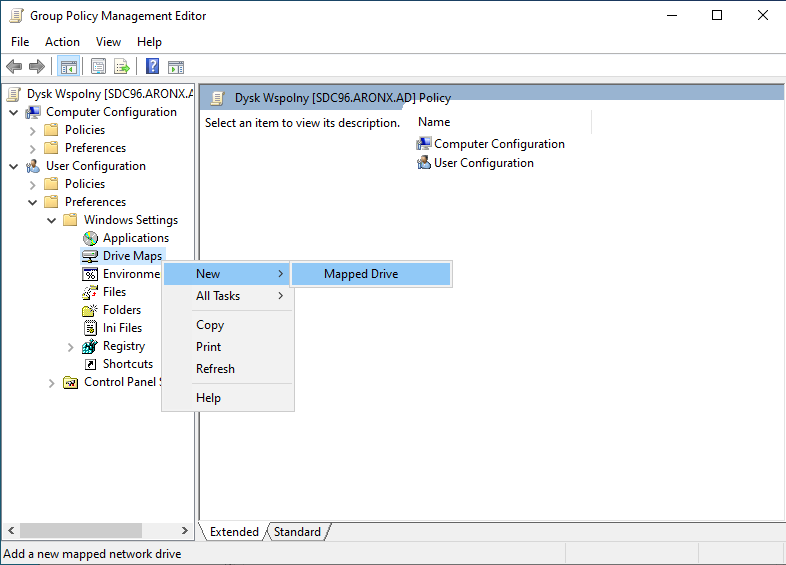 Group Policy Management Editor
File Action View Help
Dysk Wspolny [SDC96.ARONX.A
Computer Configuration
Policies
Preferences
User Configuration
Policies
Preferences
Windows Settings
Applications
Drive Maps
Environme
Files
Folders
Ini Files
Registry
Shortcuts
Control Panel S
New
All Tasks
Copy
Print
Refresh
Help
Mapped Drive
Dysk Wspolny [SDC96.ARONX.AD] Policy
Select an item to view its description.
Name
Computer Configuration
User Configuration
Extended Standard
Add a new mapped network drive